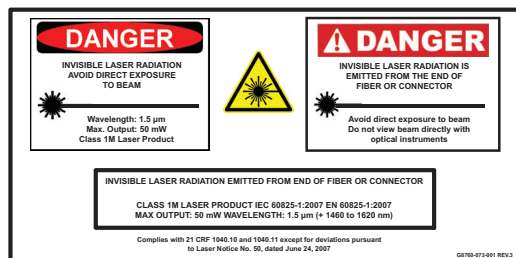 DANGER
INVISIBLE LASER RADIATION
AVOID DIRECT EXPOSURE
TO BEAM
Wavelength: 1.5 µm
Max. Output: 50 mW
Class 1M Laser Product
DANGER
INVISIBLE LASER RADIATION IS
EMITTED FROM THE END OF
FIBER OR CONNECTOR
Avoid direct exposure to beam
Do not view beam directly with
optical instruments
INVISIBLE LASER RADIATION EMITTED FROM END OF FIBER OR CONNECTOR
CLASS 1M LASER PRODUCT IEC 60825-1:2007 EN 60825-1:2007
MAX OUTPUT: 50 mW WAVELENGTH: 1.5 µm (+ 1460 to 1620 nm)
Complies with 21 CRF 1040.10 and 1040.11 except for deviations pursuant
to Laser Notice No. 50, dated June 24, 2007
G8760-073-001 REV.3